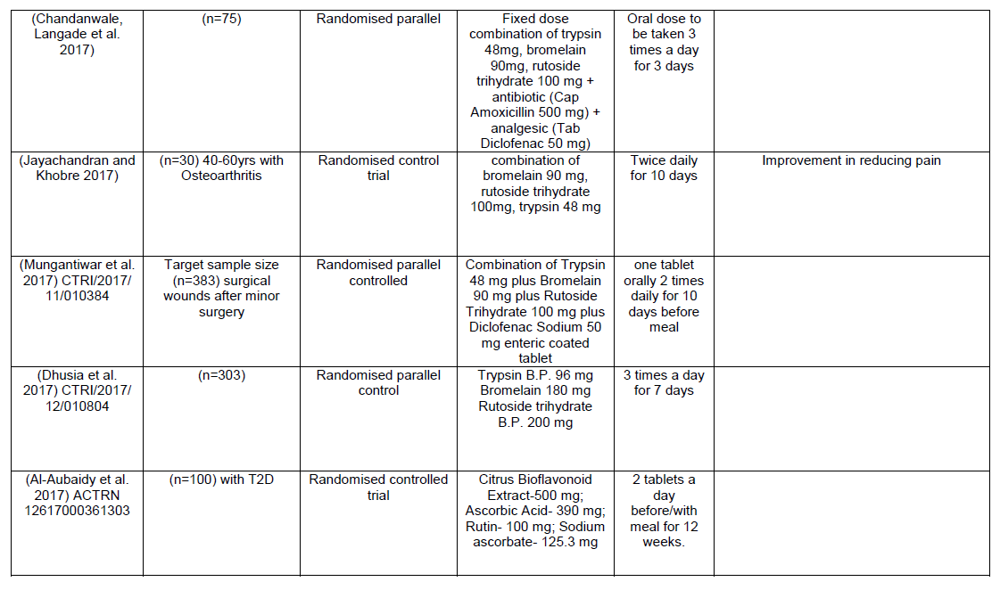 (Chandanwale,
Langade et al.
2017)
(n=75)
Randomised parallel
Fixed dose
combination of trypsin
48mg, bromelain
90mg, rutoside
trihydrate 100 mg +
antibiotic (Cap
Amoxicillin 500 mg) +
analgesic (Tab
Diclofenac 50 mg)
Oral dose to
be taken 3
times a day
for 3 days
(Jayachandran and
Khobre 2017)
(n=30) 40-60yrs with
Osteoarthritis
Randomised control
trial
combination of
bromelain 90 mg,
rutoside trihydrate
100mg, trypsin 48 mg
Twice daily
for 10 days
Improvement in reducing pain
(Mungantiwar et al.
2017) CTRI/2017/
11/010384
Target sample size
(n=383) surgical
wounds after minor
surgery
Randomised parallel
controlled
Combination of Trypsin
48 mg plus Bromelain
90 mg plus Rutoside
Trihydrate 100 mg plus
Diclofenac Sodium 50
mg enteric coated
tablet
one tablet
orally 2 times
daily for 10
days before
meal
(Dhusia et al.
2017) CTRI/2017/
12/010804
(n=303)
Randomised parallel
control
Trypsin B.P. 96 mg
Bromelain 180 mg
Rutoside trihydrate
B.P. 200 mg
3 times a day
for 7 days
(Al-Aubaidy et al.
2017) ACTRN
12617000361303
(n=100) with T2D
Randomised controlled
trial
Citrus Bioflavonoid
Extract-500 mg;
Ascorbic Acid- 390 mg;
Rutin- 100 mg; Sodium
ascorbate- 125.3 mg
2 tablets a
day
before/with
meal for 12
weeks.